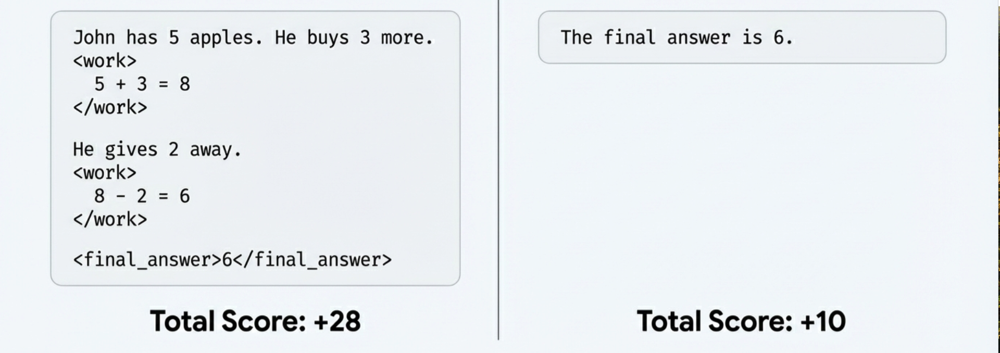 John has 5 apples. He buys 3 more.
<work>
  5 + 3 = 8
</work>
He gives 2 away.
<work>
  8 − 2 = 6
</work>
<final_answer>6</final_answer>
Total Score: +28
The final answer is 6.
Total Score: +10